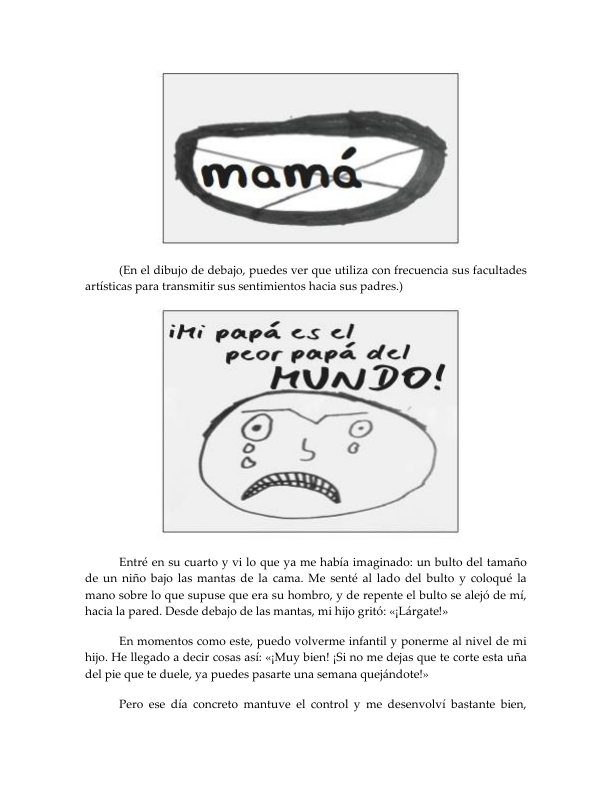 mamá
(En el dibujo de debajo, puedes ver que utiliza con frecuencia sus facultades
artísticas para transmitir sus sentimientos hacia sus padres.)
¡Mi papá es el
peor papá del
MUNDO!
Entré en su cuarto y vi lo que ya me había imaginado: un bulto del tamaño
de un niño bajo las mantas de la cama. Me senté al lado del bulto y coloqué la
mano sobre lo que supuse que era su hombro, y de repente el bulto se alejó de mí,
hacia la pared. Desde debajo de las mantas, mi hijo gritó: «¡Lárgate!»
En momentos como este, puedo volverme infantil y ponerme al nivel de mi
hijo. He llegado a decir cosas así: «¡Muy bien! ¡Si no me dejas que te corte esta uña
del pie que te duele, ya puedes pasarte una semana quejándote!»
Pero ese día concreto mantuve el control y me desenvolví bastante bien,